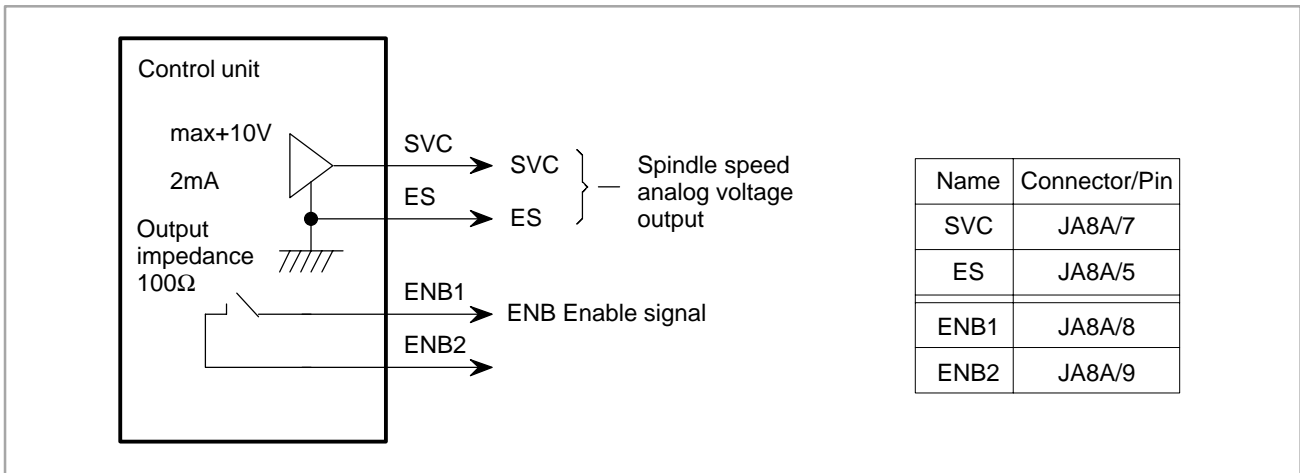 Control unit
max+10V
2mA
Output
impedance
100Ω
SVC
ES
ENB1
ENB2
SVC
ES
Spindle speed
analog voltage
output
ENB Enable signal
Name Connector/Pin
SVC JA8A/7
ES JA8A/5
ENB1 JA8A/8
ENB2 JA8A/9